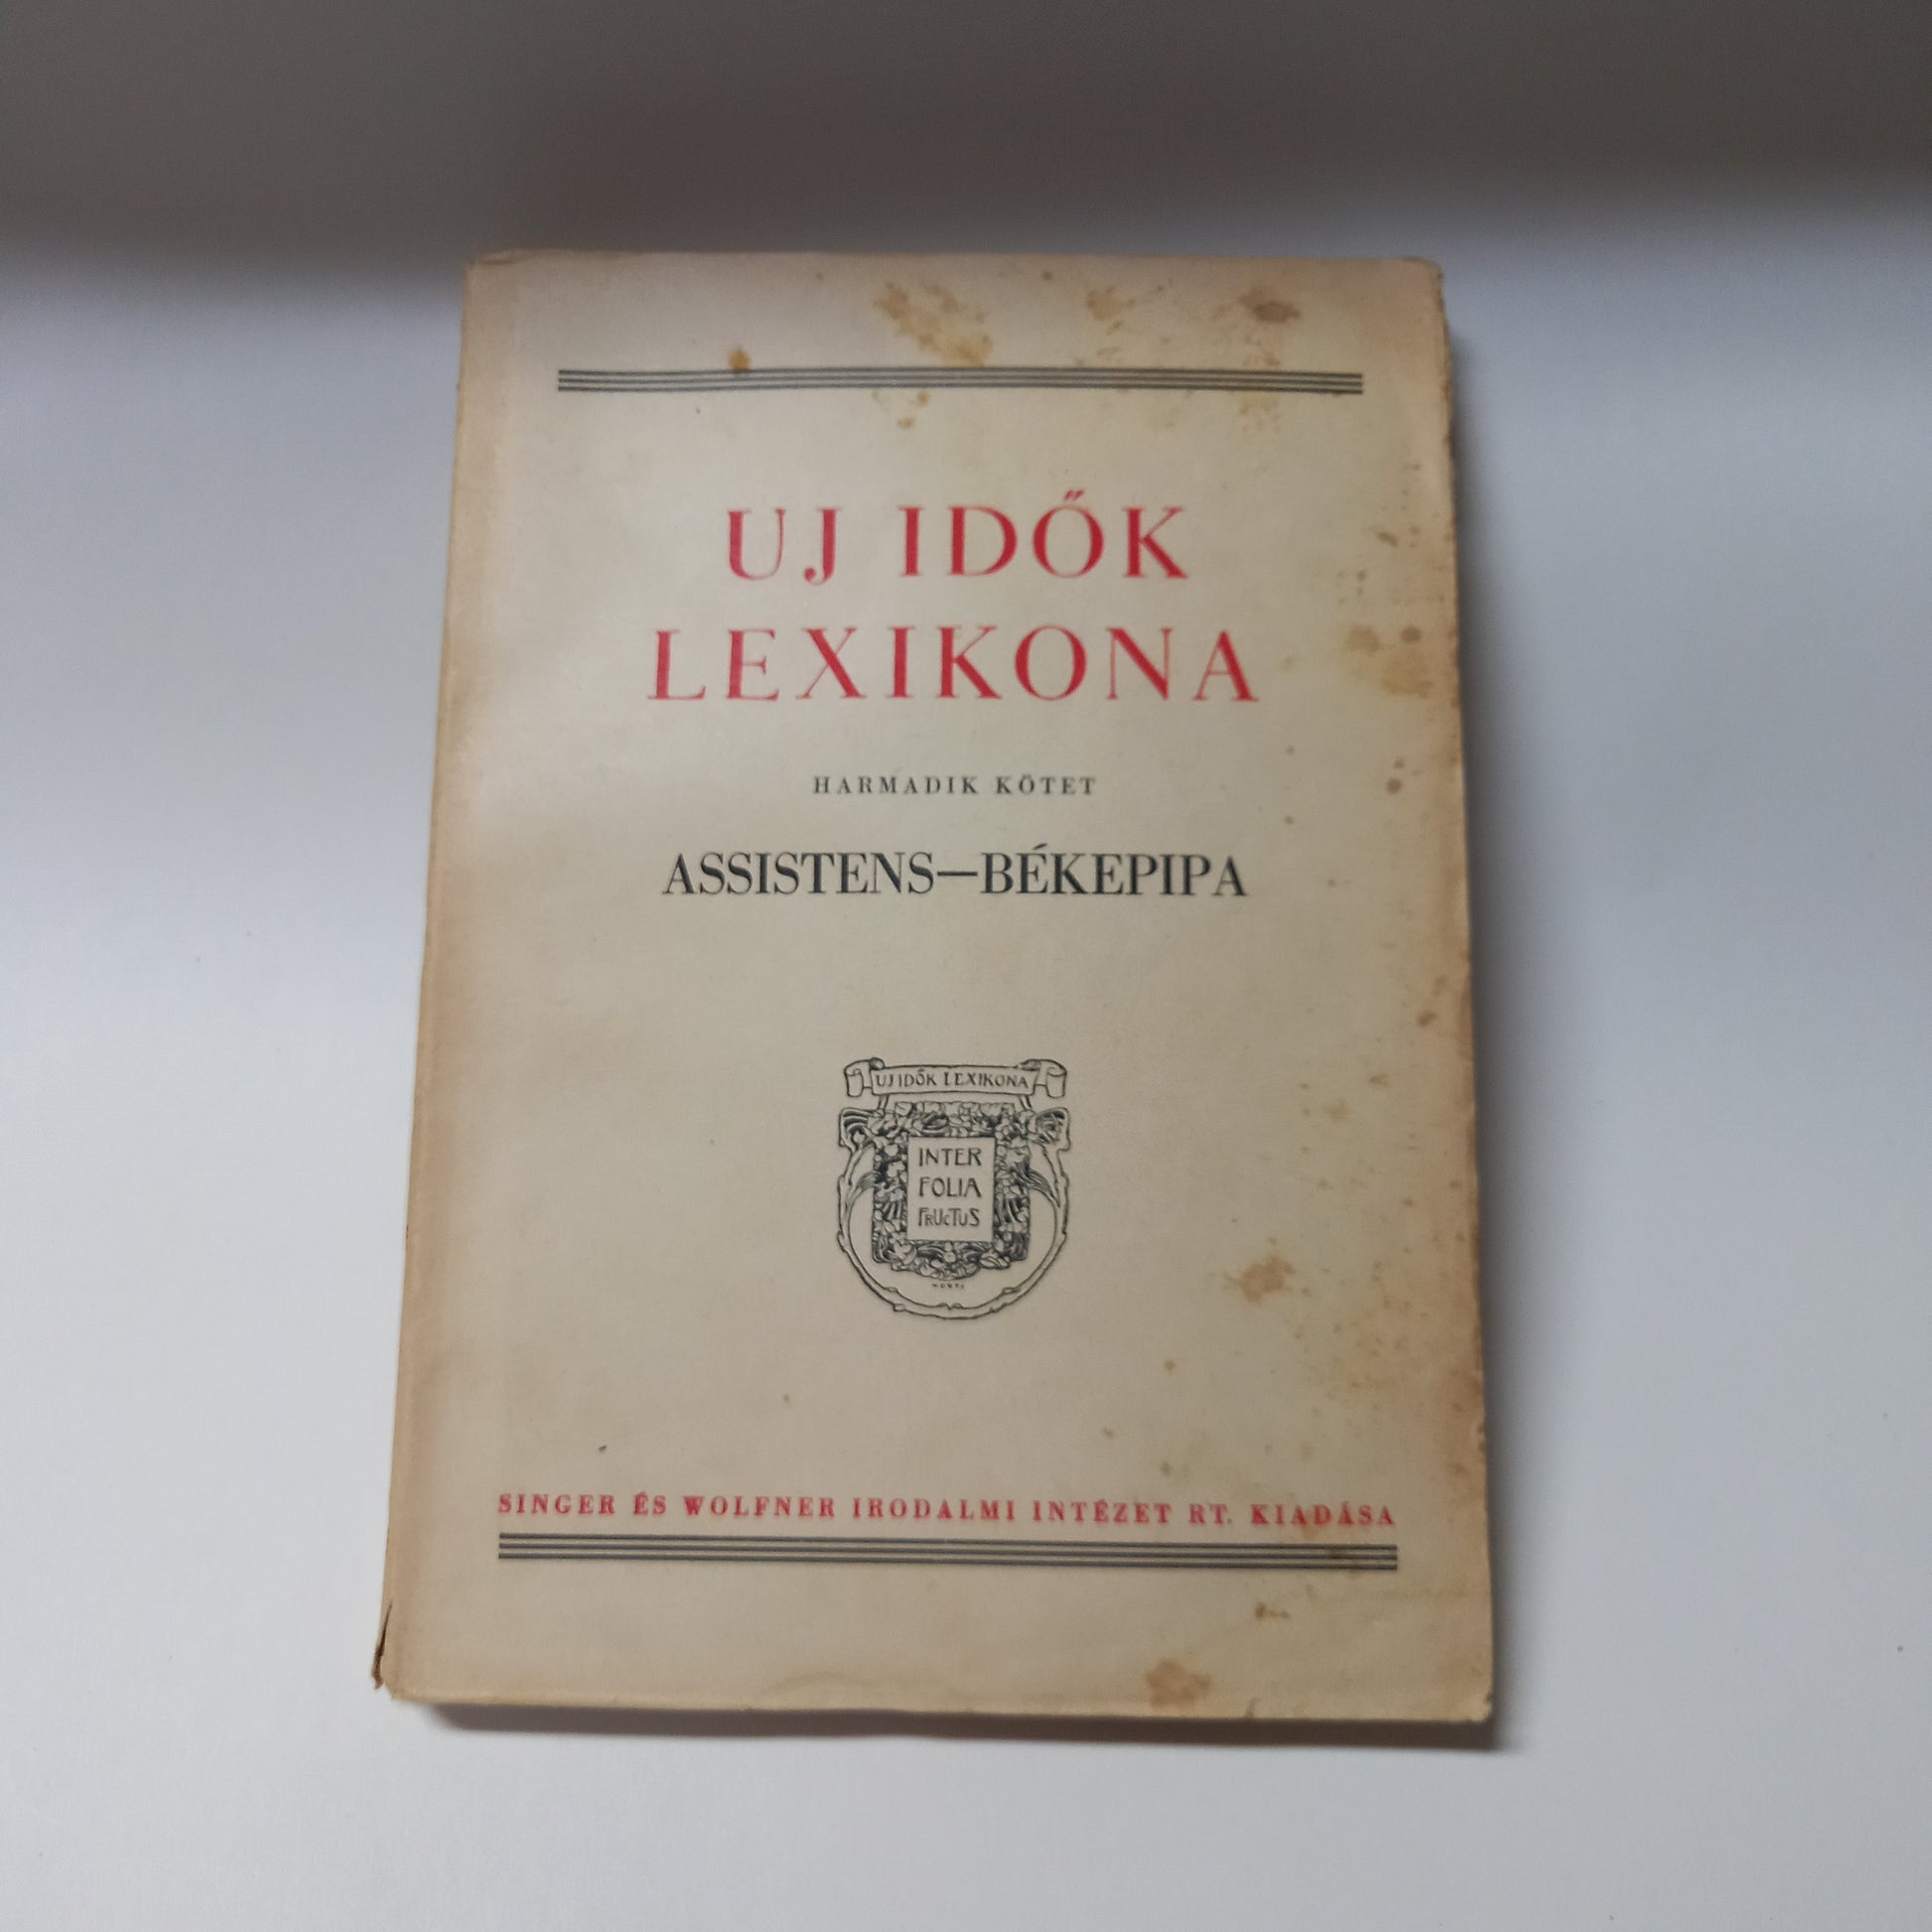 UJ IDŐK
LEXIKONA
HARMADIK KÖTET
ASSISTENS—BÉKEPIPA
UJ IDŐK LEXIKONA
INTER
FOLIA
FRUCTUS
SINGER ÉS WOLFNER IRODALMI INTÉZET RT. KIADÁSA